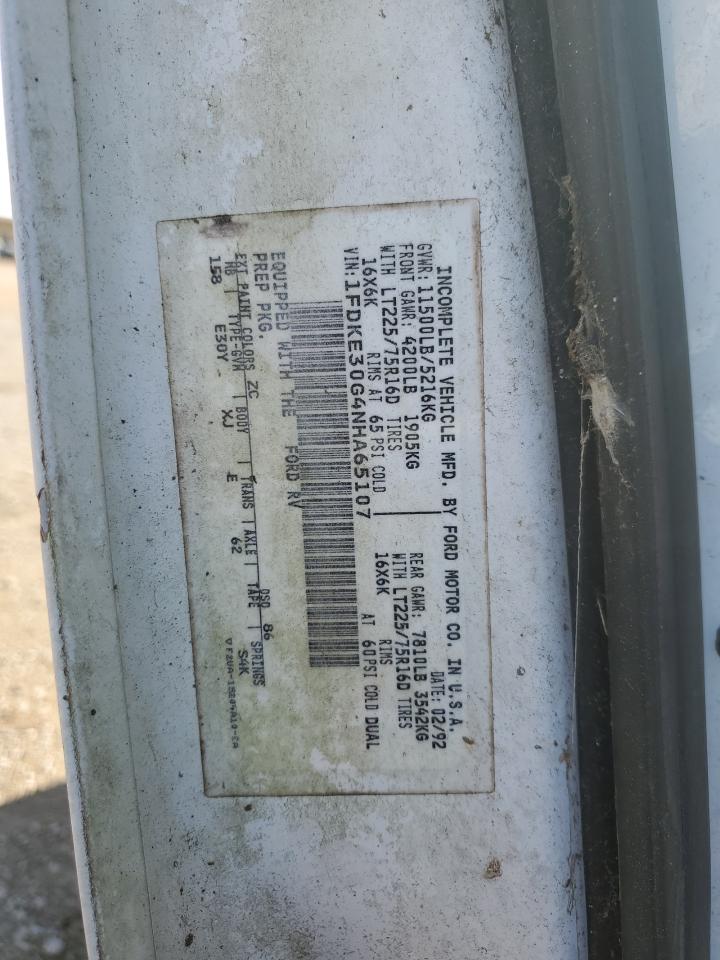 INCOMPLETE VEHICLE MFD. BY FORD MOTOR CO. IN U.S.A.
GVWR: 11500LB/5216KG DATE: 02/92
FRONT GAWR: 4200LB 1905KG REAR GAWR: 7810LB 3542KG
WITH LT225/75R16D TIRES WITH LT225/75R16D TIRES
16X6K RIMS AT 65 PSI COLD 16X6K RIMS AT 60PSI COLD DUAL
VIN: 1FDKE30G4NHA65107
EQUIPPED WITH THE FORD RV
PREP PKG.
EXT PAINT COLORS ZC DSO 86
WB | TYPE-GVW | BODY | TRANS | AXLE | TAPE | SPRINGS
158 E30Y XJ E 62 S4K